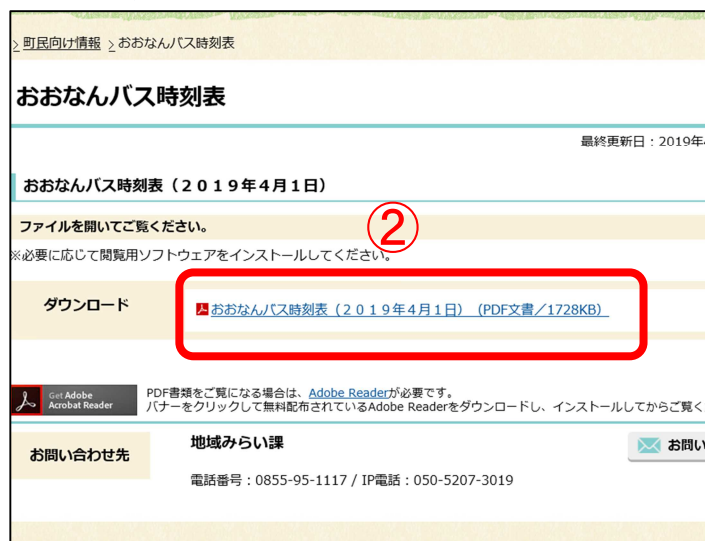 > 町民向け情報 > おおなんバス時刻表
おおなんバス時刻表
最終更新日:2019年
おおなんバス時刻表(2019年4月1日)
②
ファイルを開いてご覧ください。
※必要に応じて閲覧用ソフトウェアをインストールしてください。
ダウンロード
おおなんバス時刻表(2019年4月1日) (PDF文書/1728KB)
Get Adobe
Acrobat Reader
PDF書類をご覧になる場合は、Adobe Readerが必要です。
バナーをクリックして無料配布されているAdobe Readerをダウンロードし、インストールしてからご覧く
お問い合わせ先
地域みらい課
お問い
電話番号:0855-95-1117 / IP電話:050-5207-3019